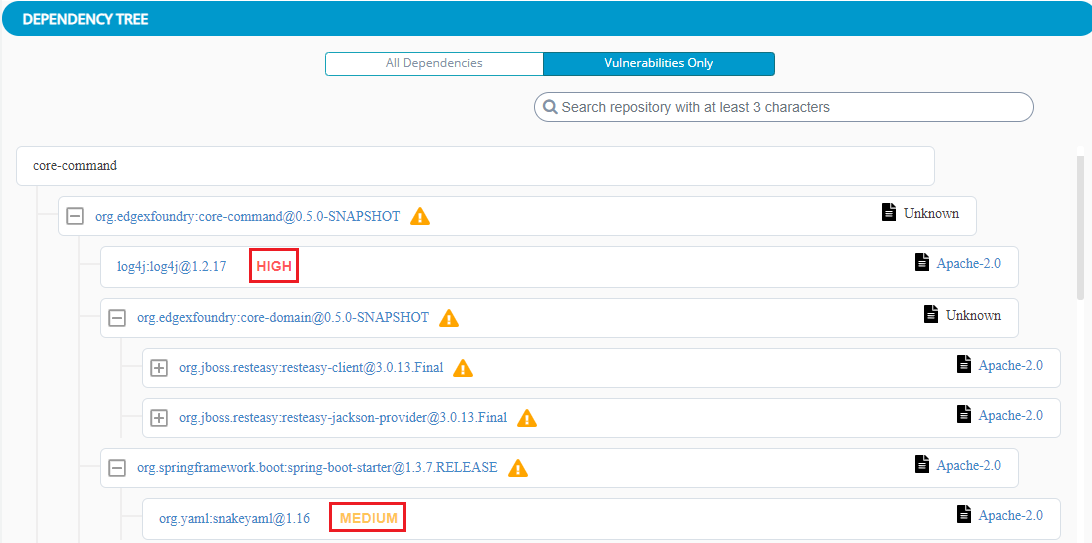 DEPENDENCY TREE
All Dependencies Vulnerabilities Only
Search repository with at least 3 characters
core-command
org.edgexfoundry:core-command@0.5.0-SNAPSHOT Unknown
log4j:log4j@1.2.17 HIGH Apache-2.0
org.edgexfoundry:core-domain@0.5.0-SNAPSHOT Unknown
org.jboss.resteasy:resteasy-client@3.0.13.Final Apache-2.0
org.jboss.resteasy:resteasy-jackson-provider@3.0.13.Final Apache-2.0
org.springframework.boot:spring-boot-starter@1.3.7.RELEASE Apache-2.0
org.yaml:snakeyaml@1.16 MEDIUM Apache-2.0